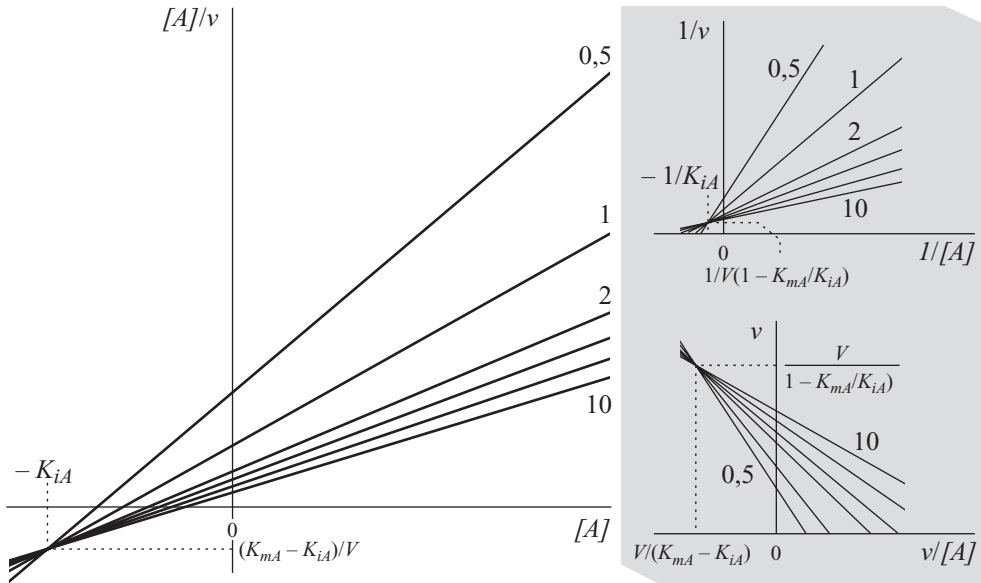 [A]/v
0,5
1
2
10
– K_iA
0
[A]
(K_mA – K_iA)/V
1/v
0,5
1
2
– 1/K_iA
10
0
1/[A]
1/V(1 – K_mA/K_iA)
v
V
1 – K_mA/K_iA)
10
0,5
V/(K_mA – K_iA)
0
v/[A]